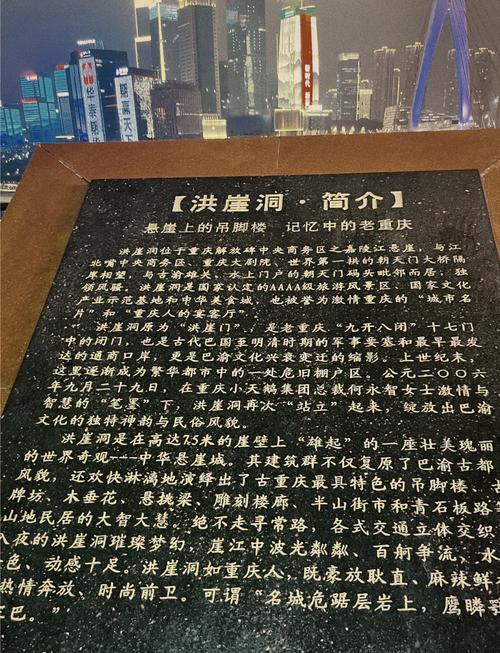 华泰期
期赢天下
华
【洪崖洞·简介】
悬崖上的吊脚楼 记忆中的老重庆
洪崖洞位于重庆解放碑中央商务区之嘉陵江悬崖、与江
北嘴中央商务区、重庆大剧院、世界第一拱的朝天门大桥隔
岸相望，与古渝雄关、水上门户的朝天门码头毗邻而居；独
领风骚。洪崖洞是国家认定的AAAA级旅游风景区、国家文化
产业示范基地和中华美食城，也被誉为激情重庆的“城市名
片”和“重庆人的宴客厅”。
洪崖洞原为“洪崖门”，是老重庆“九开八闭”十七门
中的闭门，也是古代巴国至明清时期的军事要塞和最早最发
达的通商口岸，更是巴渝文化兴衰变迁的缩影。上世纪末，
这里逐渐成为繁华都市中的一处危旧棚户区。公元二〇〇六
年九月二十九日，在重庆小天鹅集团总裁何永智女士激情与
智慧的“笔墨”下，洪崖洞再次“站立”起来，绽放出巴渝
文化的独特神韵与民俗风貌。
洪崖洞是在高达75米的崖壁上“雄起”的一座壮美瑰丽
的世界奇观---中华悬崖城。其建筑群不仅复原了巴渝古都
风貌，还欢快淋漓地演绎出了古重庆最具特色的吊脚楼、古
牌坊、木垂花、悬挑梁、雕刻楼廊、半山街市和青石板路
山地民居的大智大慧。绝不走寻常路，各式交通立体交织
入夜的洪崖洞璀璨梦幻，崖江中波光粼粼、百舸争流，水
色、动感十足。洪崖洞如重庆人，既豪放耿直、麻辣鲜
热情奔放、时尚前卫。可谓“名城危踞层岩上，鹰瞵鹗
巴。”